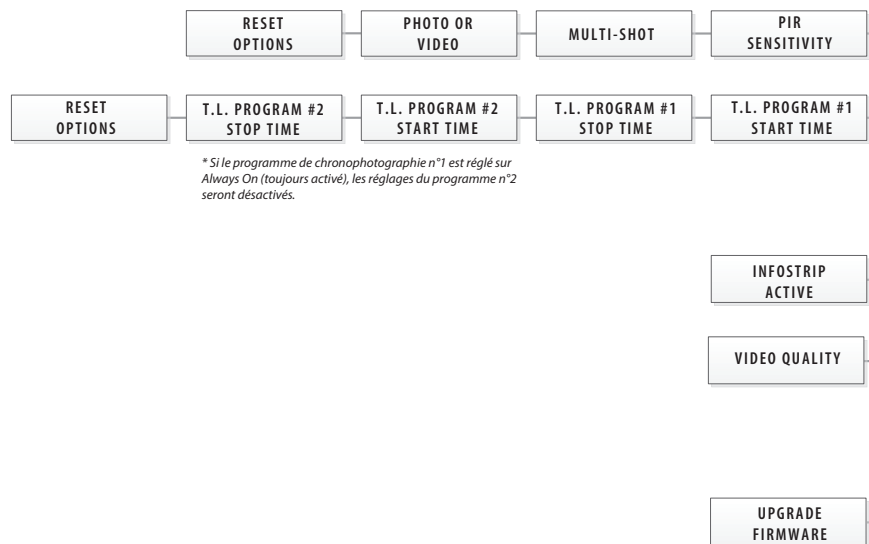 RESET
OPTIONS
PHOTO OR
VIDEO
MULTI-SHOT
PIR
SENSITIVITY
RESET
OPTIONS
T.L. PROGRAM #2
STOP TIME
T.L. PROGRAM #2
START TIME
T.L. PROGRAM #1
STOP TIME
T.L. PROGRAM #1
START TIME
* Si le programme de chronophotographie n°1 est réglé sur
Always On (toujours activé), les réglages du programme n°2
seront désactivés.
INFOSTRIP
ACTIVE
VIDEO QUALITY
UPGRADE
FIRMWARE